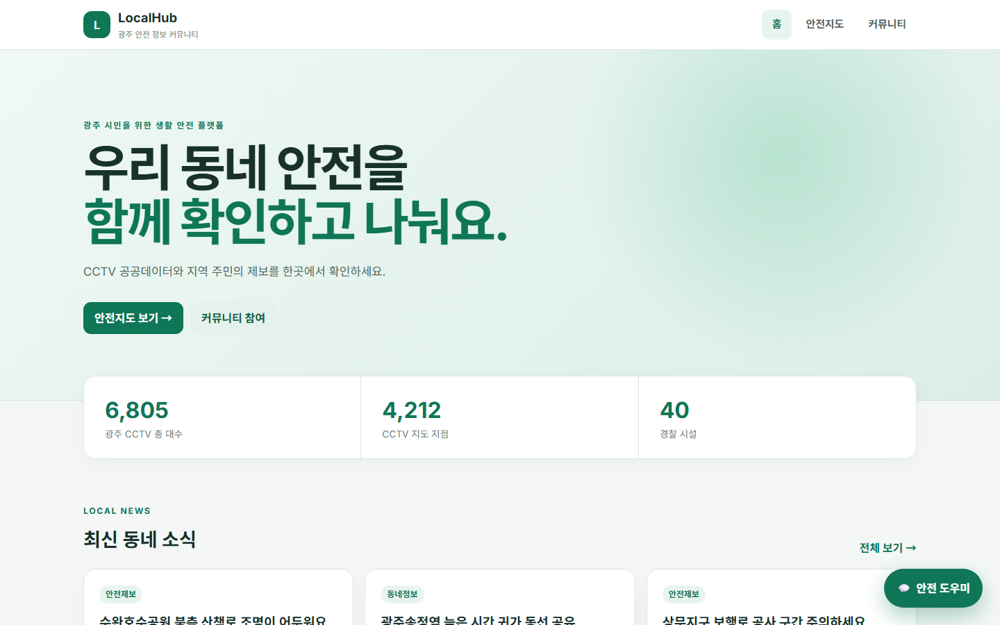 L
LocalHub
광주 안전 정보 커뮤니티
홈
안전지도
커뮤니티
광주 시민을 위한 생활 안전 플랫폼
우리 동네 안전을
함께 확인하고 나눠요.
CCTV 공공데이터와 지역 주민의 제보를 한곳에서 확인하세요.
안전지도 보기 →
커뮤니티 참여
6,805
광주 CCTV 총 대수
4,212
CCTV 지도 지점
40
경찰 시설
LOCAL NEWS
최신 동네 소식
전체 보기 →
안전제보
수완호수공원 북측 산책로 조명이 어두워요
동네정보
광주송정역 늦은 시간 귀가 동선 공유
안전제보
상무지구 보행로 공사 구간 주의하세요
안전 도우미